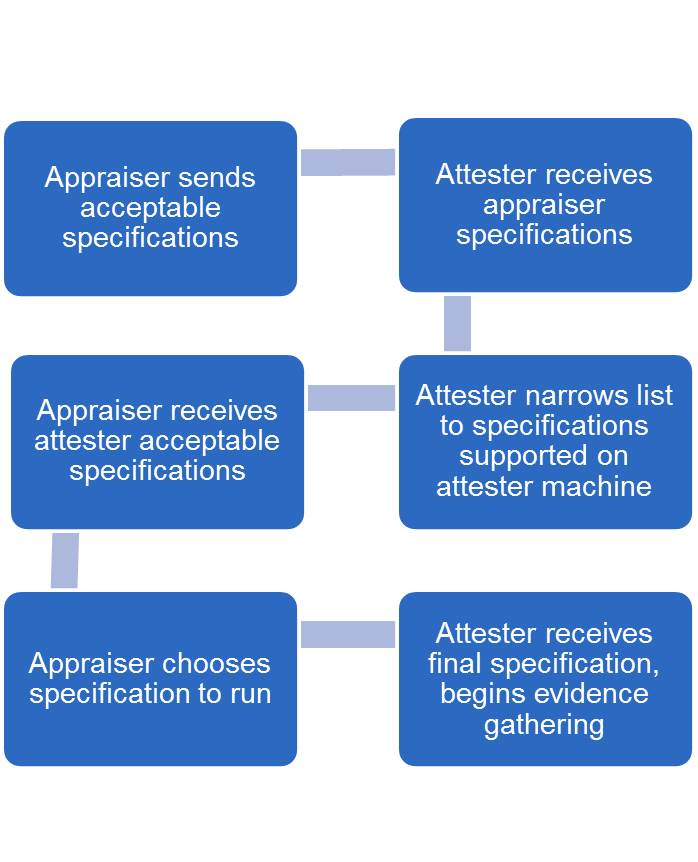 Appraiser sends
acceptable
specifications
Attester receives
appraiser
specifications
Attester narrows list
to specifications
supported on
attester machine
Appraiser receives
attester acceptable
specifications
Appraiser chooses
specification to run
Attester receives
final specification,
begins evidence
gathering